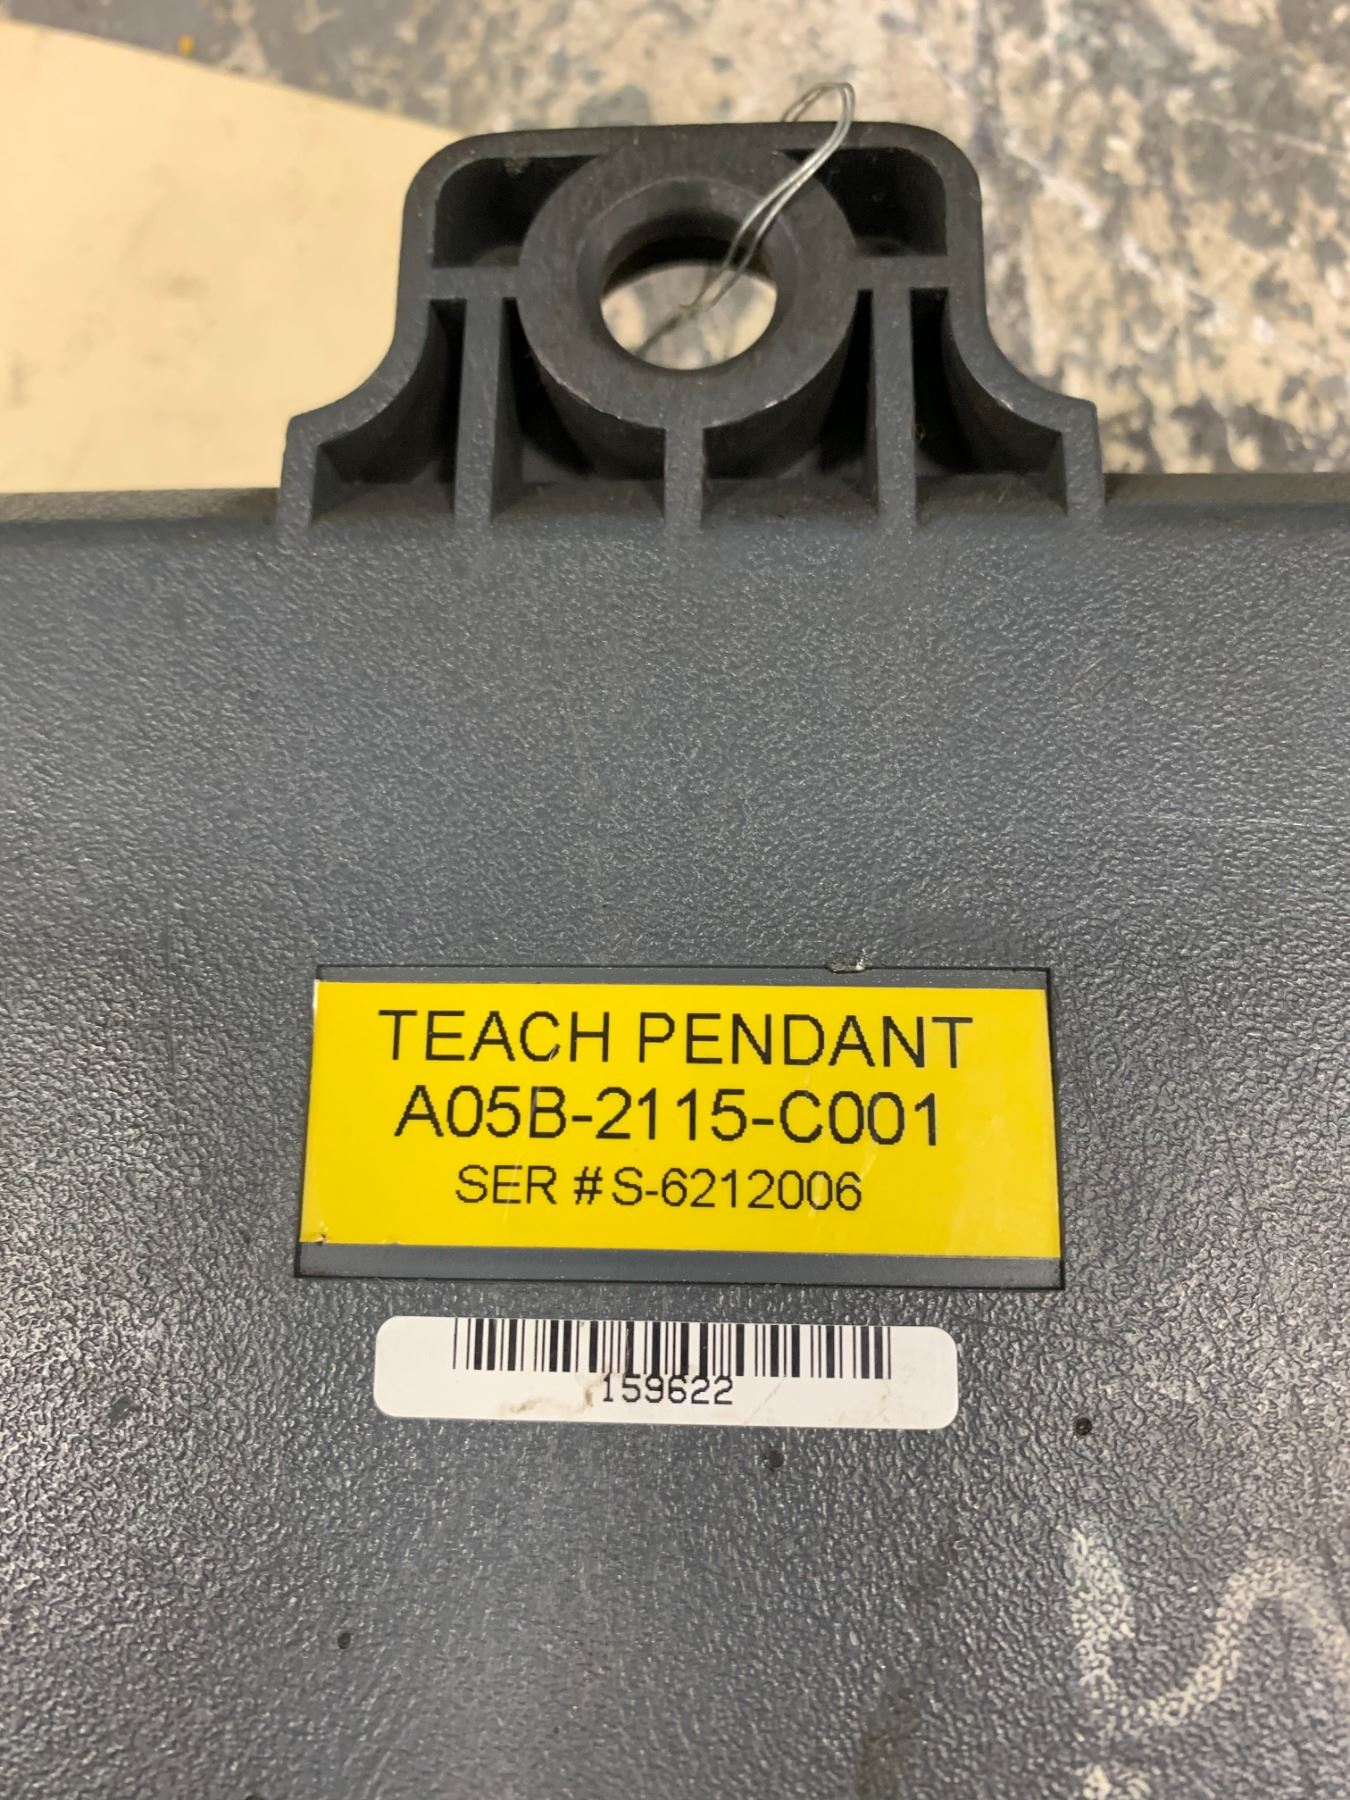 TEACH PENDANT
A05B-2115-C001
SER # S-6212006
159622